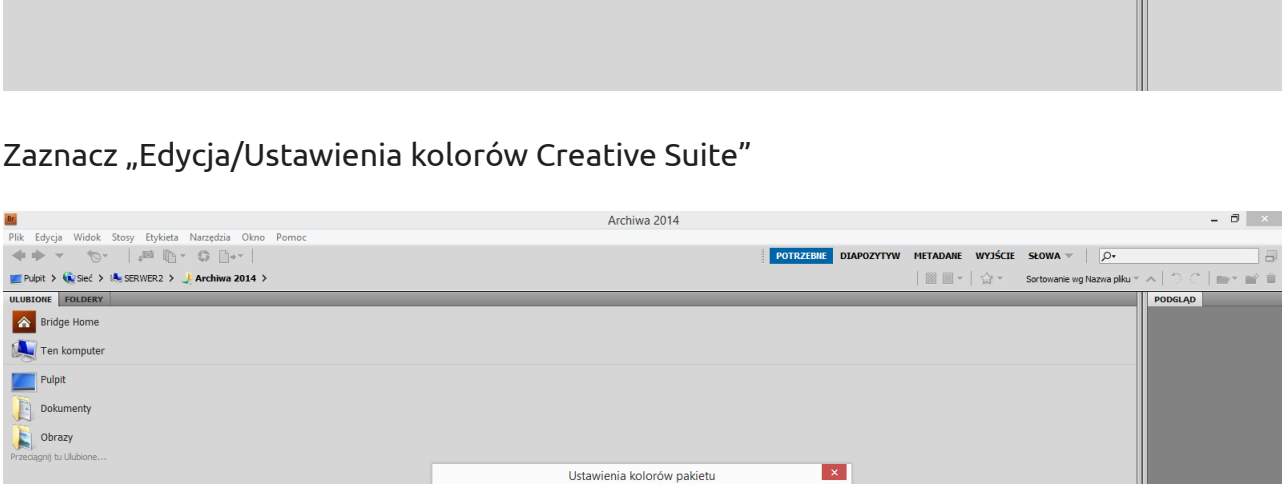 Zaznacz „Edycja/Ustawienia kolorów Creative Suite”
Br
Archiwa 2014
Plik Edycja Widok Stosy Etykieta Narzędzia Okno Pomoc
POTRZEBNE DIAPOZYTYW METADANE WYJŚCIE SŁOWA
Pulpit > Sieć > SERWER2 > Archiwa 2014 >
Sortowanie wg Nazwa pliku
ULUBIONE FOLDERY
PODGLĄD
Bridge Home
Ten komputer
Pulpit
Dokumenty
Obrazy
Przeciągnij tu Ulubione...
Ustawienia kolorów pakietu